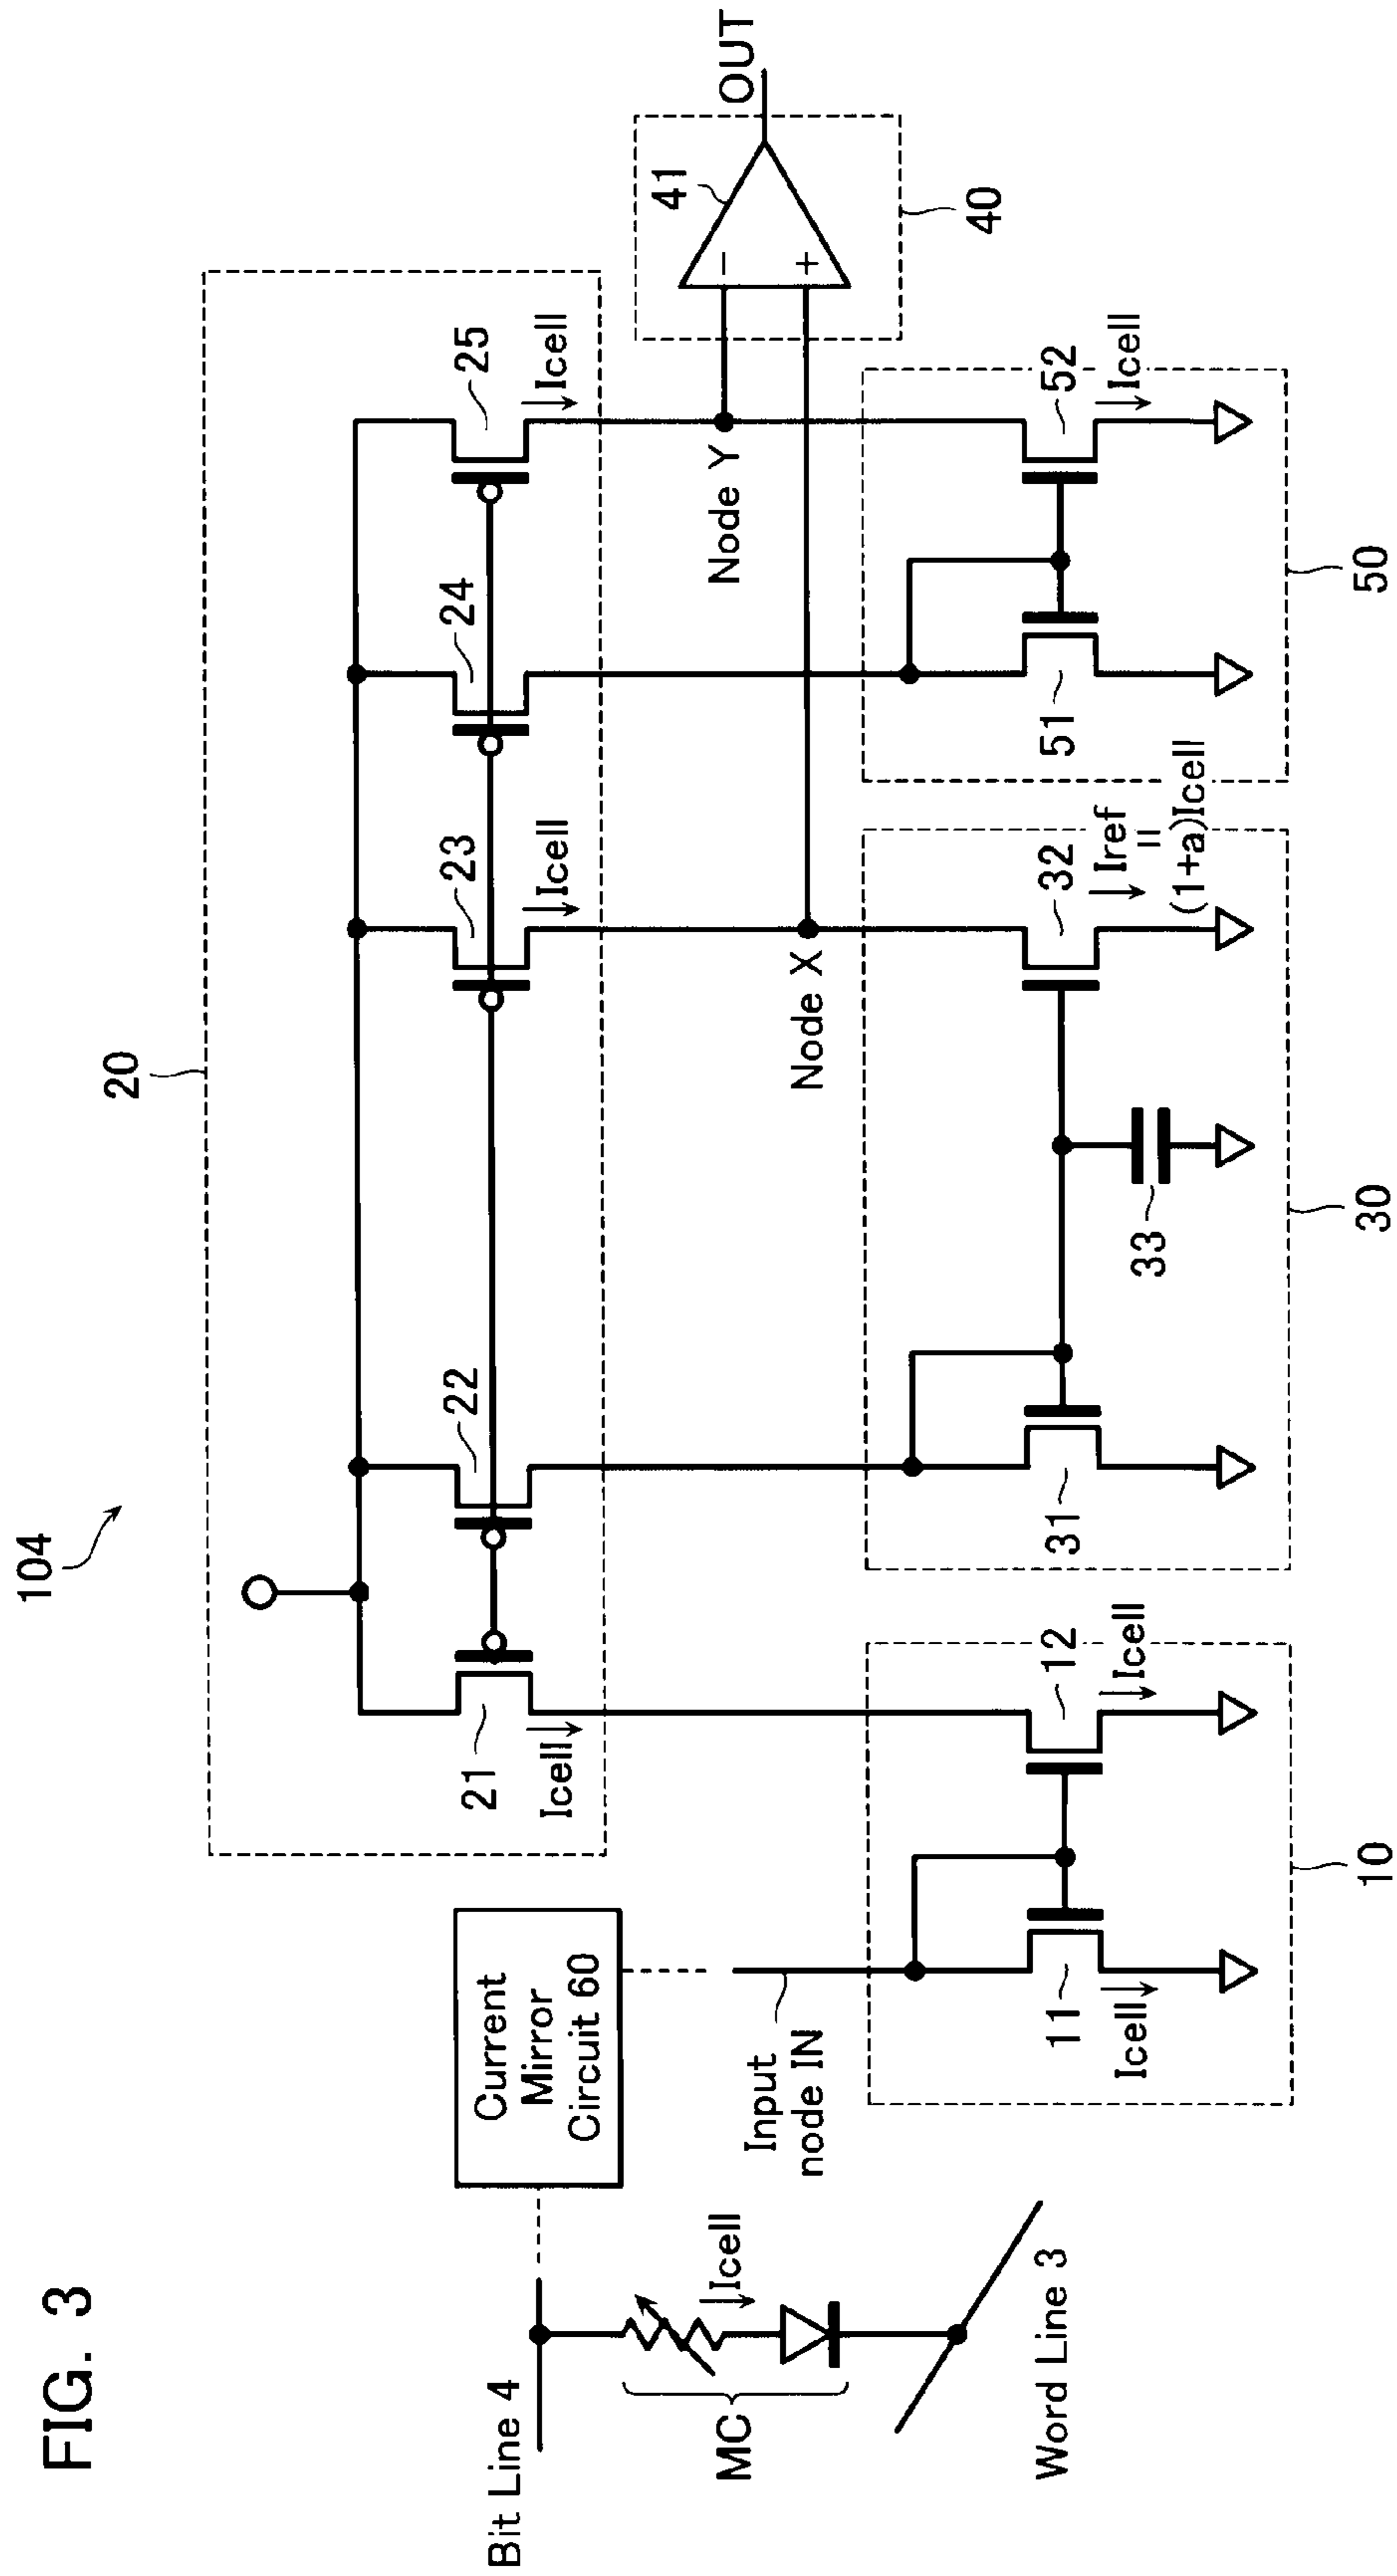 FIG. 3
104
20
21
Icell
22
23
Icell
24
25
Icell
Current
Mirror
Circuit 60
Bit Line 4
MC
Icell
Word Line 3
Input
node IN
Node X
Node Y
41
−
+
OUT
40
11
Icell
12
Icell
10
31
33
32
Iref
=
(1+a)Icell
30
51
52
Icell
50